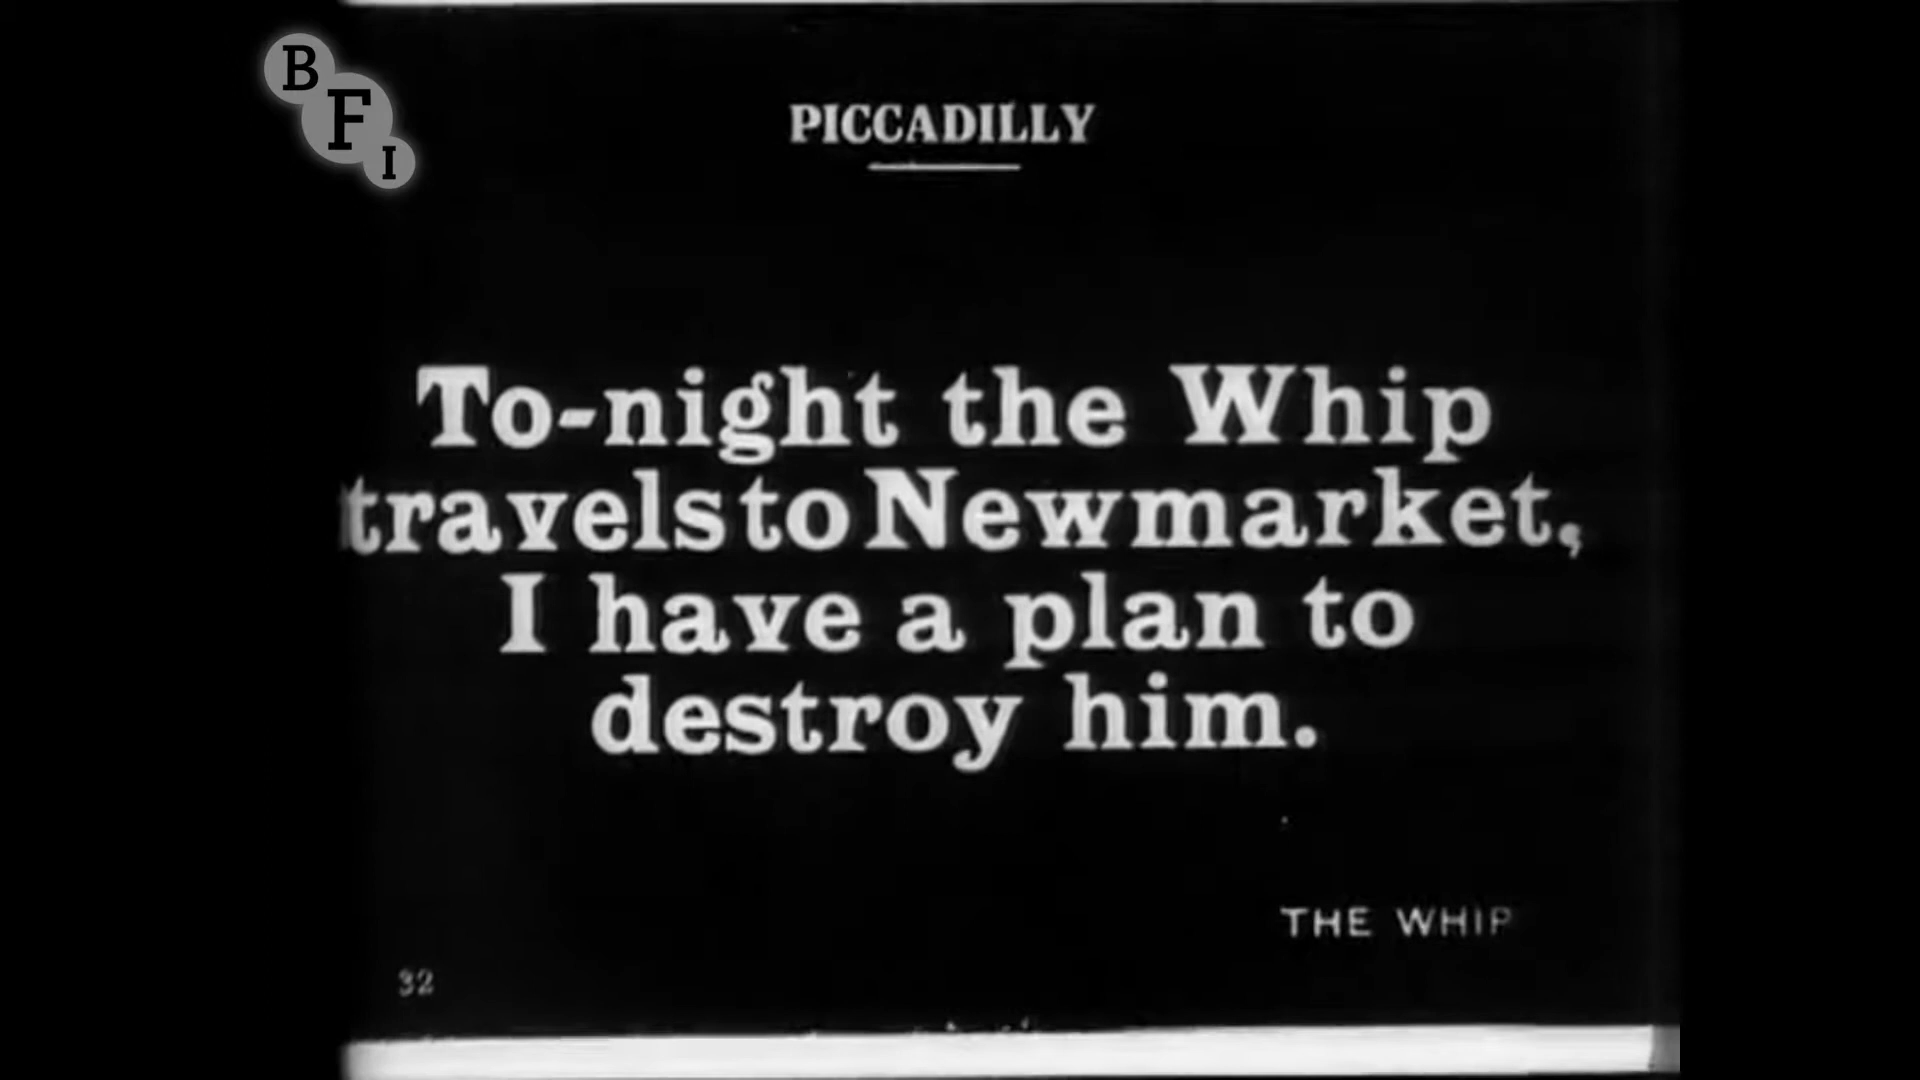 B
F
I
PICCADILLY
To-night the Whip
travels to Newmarket,
I have a plan to
destroy him.
THE WHIP
32